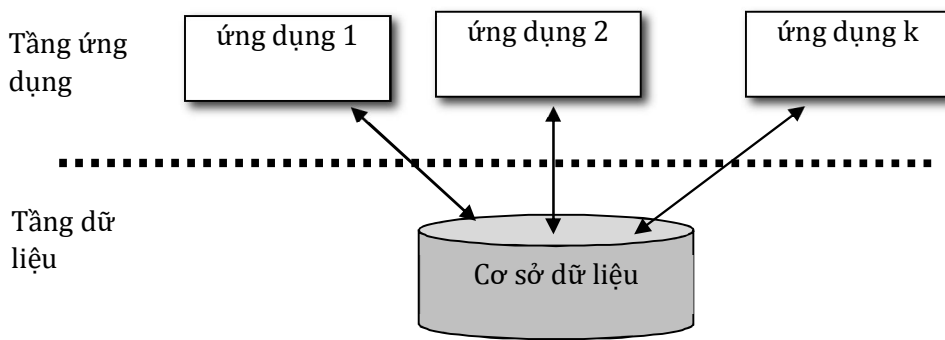 Tầng ứng
dụng
ứng dụng 1
ứng dụng 2
ứng dụng k
Tầng dữ
liệu
Cơ sở dữ liệu